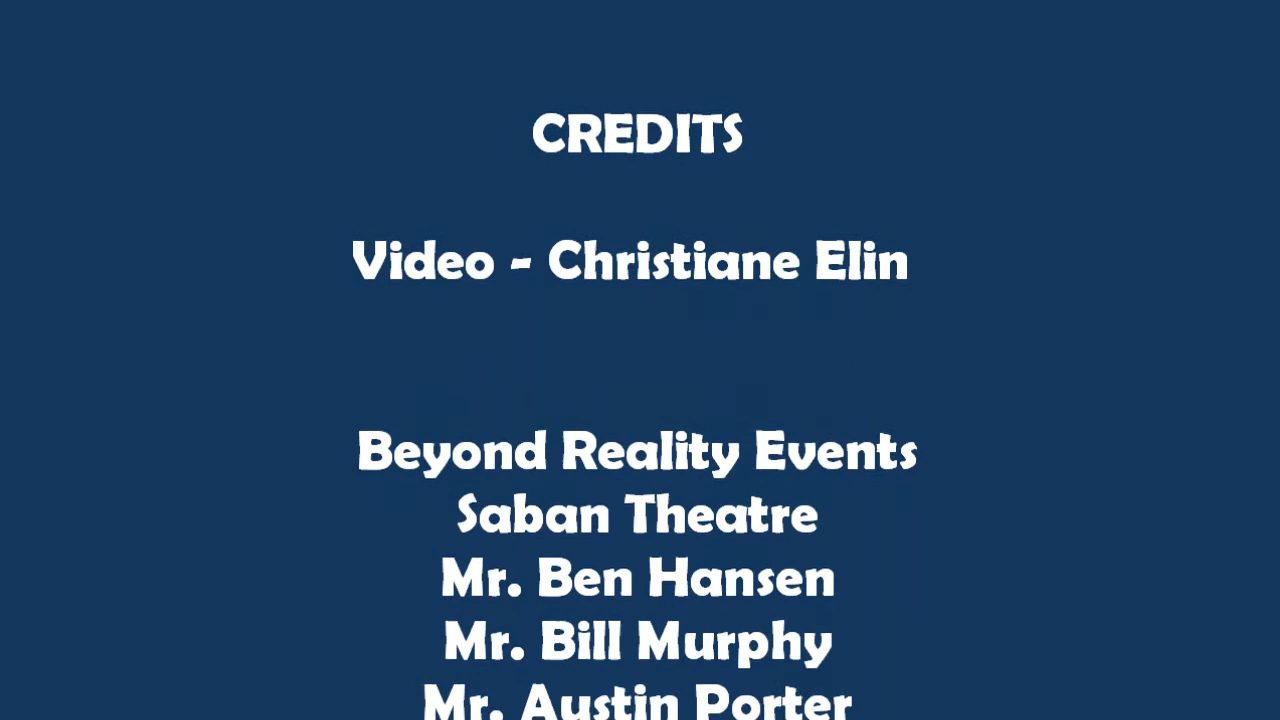 CREDITS
Video - Christiane Elin
Beyond Reality Events
Saban Theatre
Mr. Ben Hansen
Mr. Bill Murphy
Mr. Austin Porter